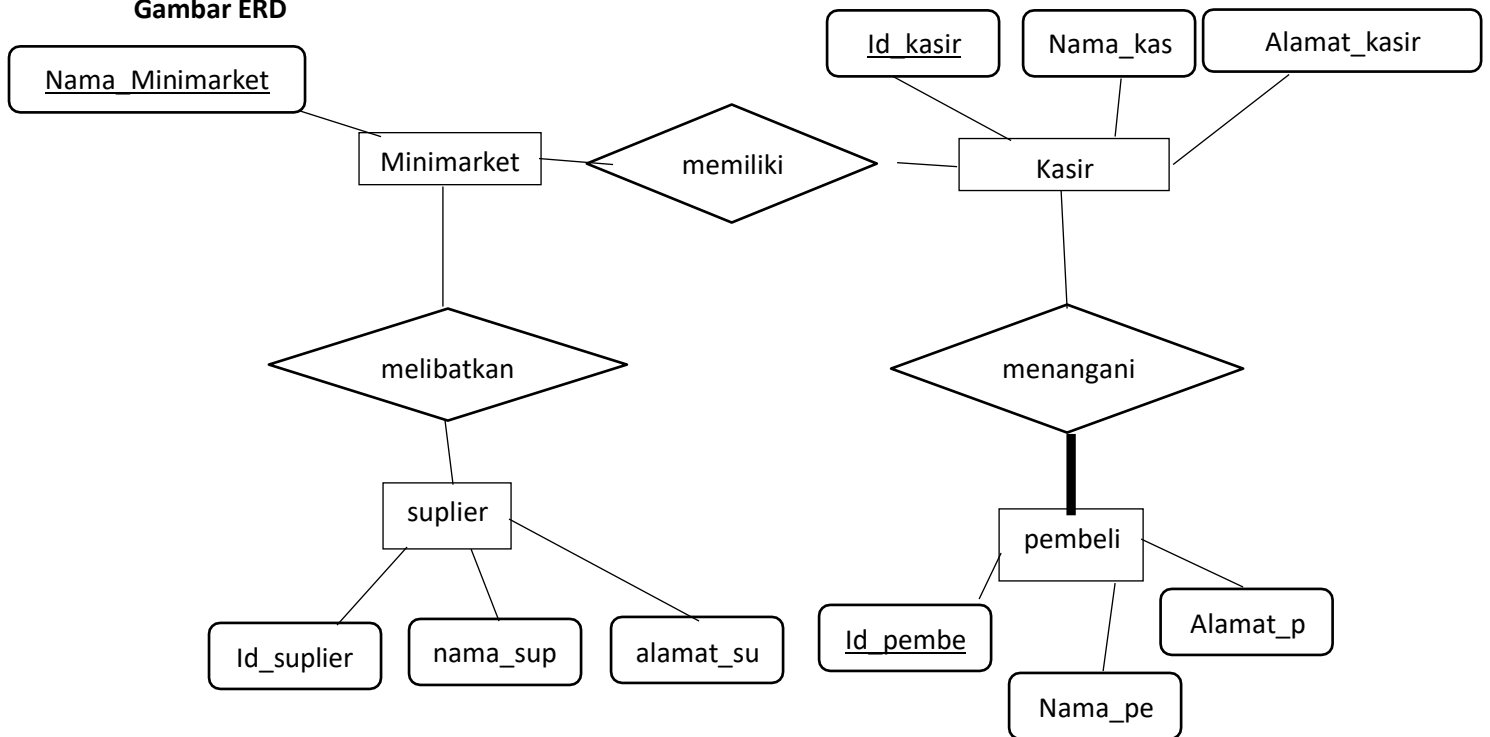 Gambar ERD
Id_kasir
Nama_kas
Alamat_kasir
Nama_Minimarket
Minimarket
memiliki
Kasir
melibatkan
menangani
suplier
pembeli
Id_suplier
nama_sup
alamat_su
Id_pembe
Alamat_p
Nama_pe